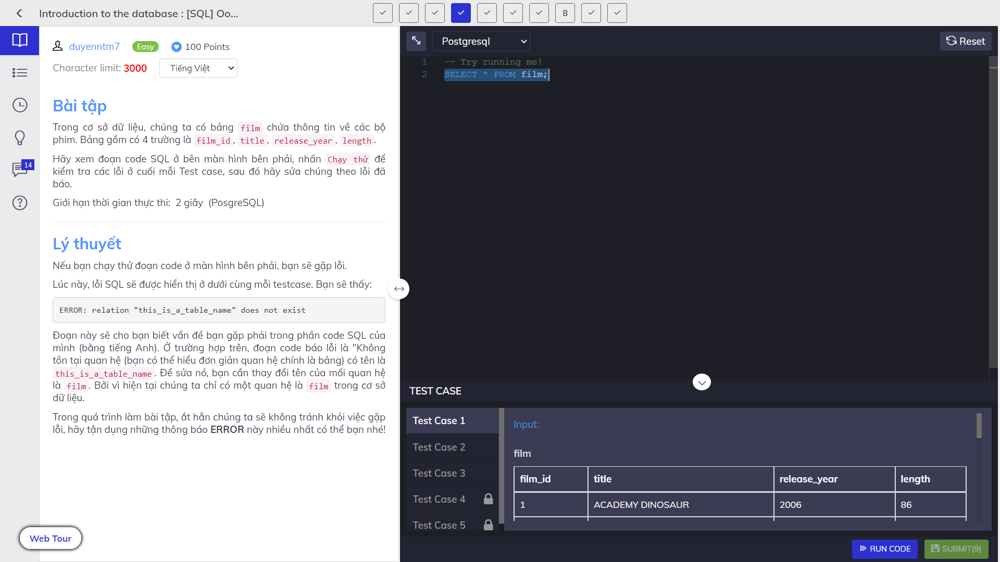 Introduction to the database : [SQL] Oo...
8
duyenntm7
Easy
100 Points
Character limit: 3000
Tiếng Việt
14
Bài tập
Trong cơ sở dữ liệu, chúng ta có bảng film chứa thông tin về các bộ
phim. Bảng gồm có 4 trường là film_id, title, release_year, length.
Hãy xem đoạn code SQL ở bên màn hình bên phải, nhấn Chạy thử để
kiểm tra các lỗi ở cuối mỗi Test case, sau đó hãy sửa chúng theo lỗi đã
báo.
Giới hạn thời gian thực thi: 2 giây (PosgreSQL)
Lý thuyết
Nếu bạn chạy thử đoạn code ở màn hình bên phải, bạn sẽ gặp lỗi.
Lúc này, lỗi SQL sẽ được hiển thị ở dưới cùng mỗi testcase. Bạn sẽ thấy:
ERROR: relation "this_is_a_table_name" does not exist
Đoạn này sẽ cho bạn biết vấn đề bạn gặp phải trong phần code SQL của
mình (bằng tiếng Anh). Ở trường hợp trên, đoạn code báo lỗi là "Không
tồn tại quan hệ (bạn có thể hiểu đơn giản quan hệ chính là bảng) có tên là
this_is_a_table_name. Để sửa nó, bạn cần thay đổi tên của mối quan hệ
là film. Bởi vì hiện tại chúng ta chỉ có một quan hệ là film trong cơ sở
dữ liệu.
Trong quá trình làm bài tập, ắt hẳn chúng ta sẽ không tránh khỏi việc gặp
lỗi, hãy tận dụng những thông báo ERROR này nhiều nhất có thể bạn nhé!
Web Tour
Postgresql
Reset
1 -- Try running me!
2 SELECT * FROM film;
TEST CASE
Test Case 1
Test Case 2
Test Case 3
Test Case 4
Test Case 5
Input:
film
film_id title release_year length
1 ACADEMY DINOSAUR 2006 86
RUN CODE
SUBMIT(9)